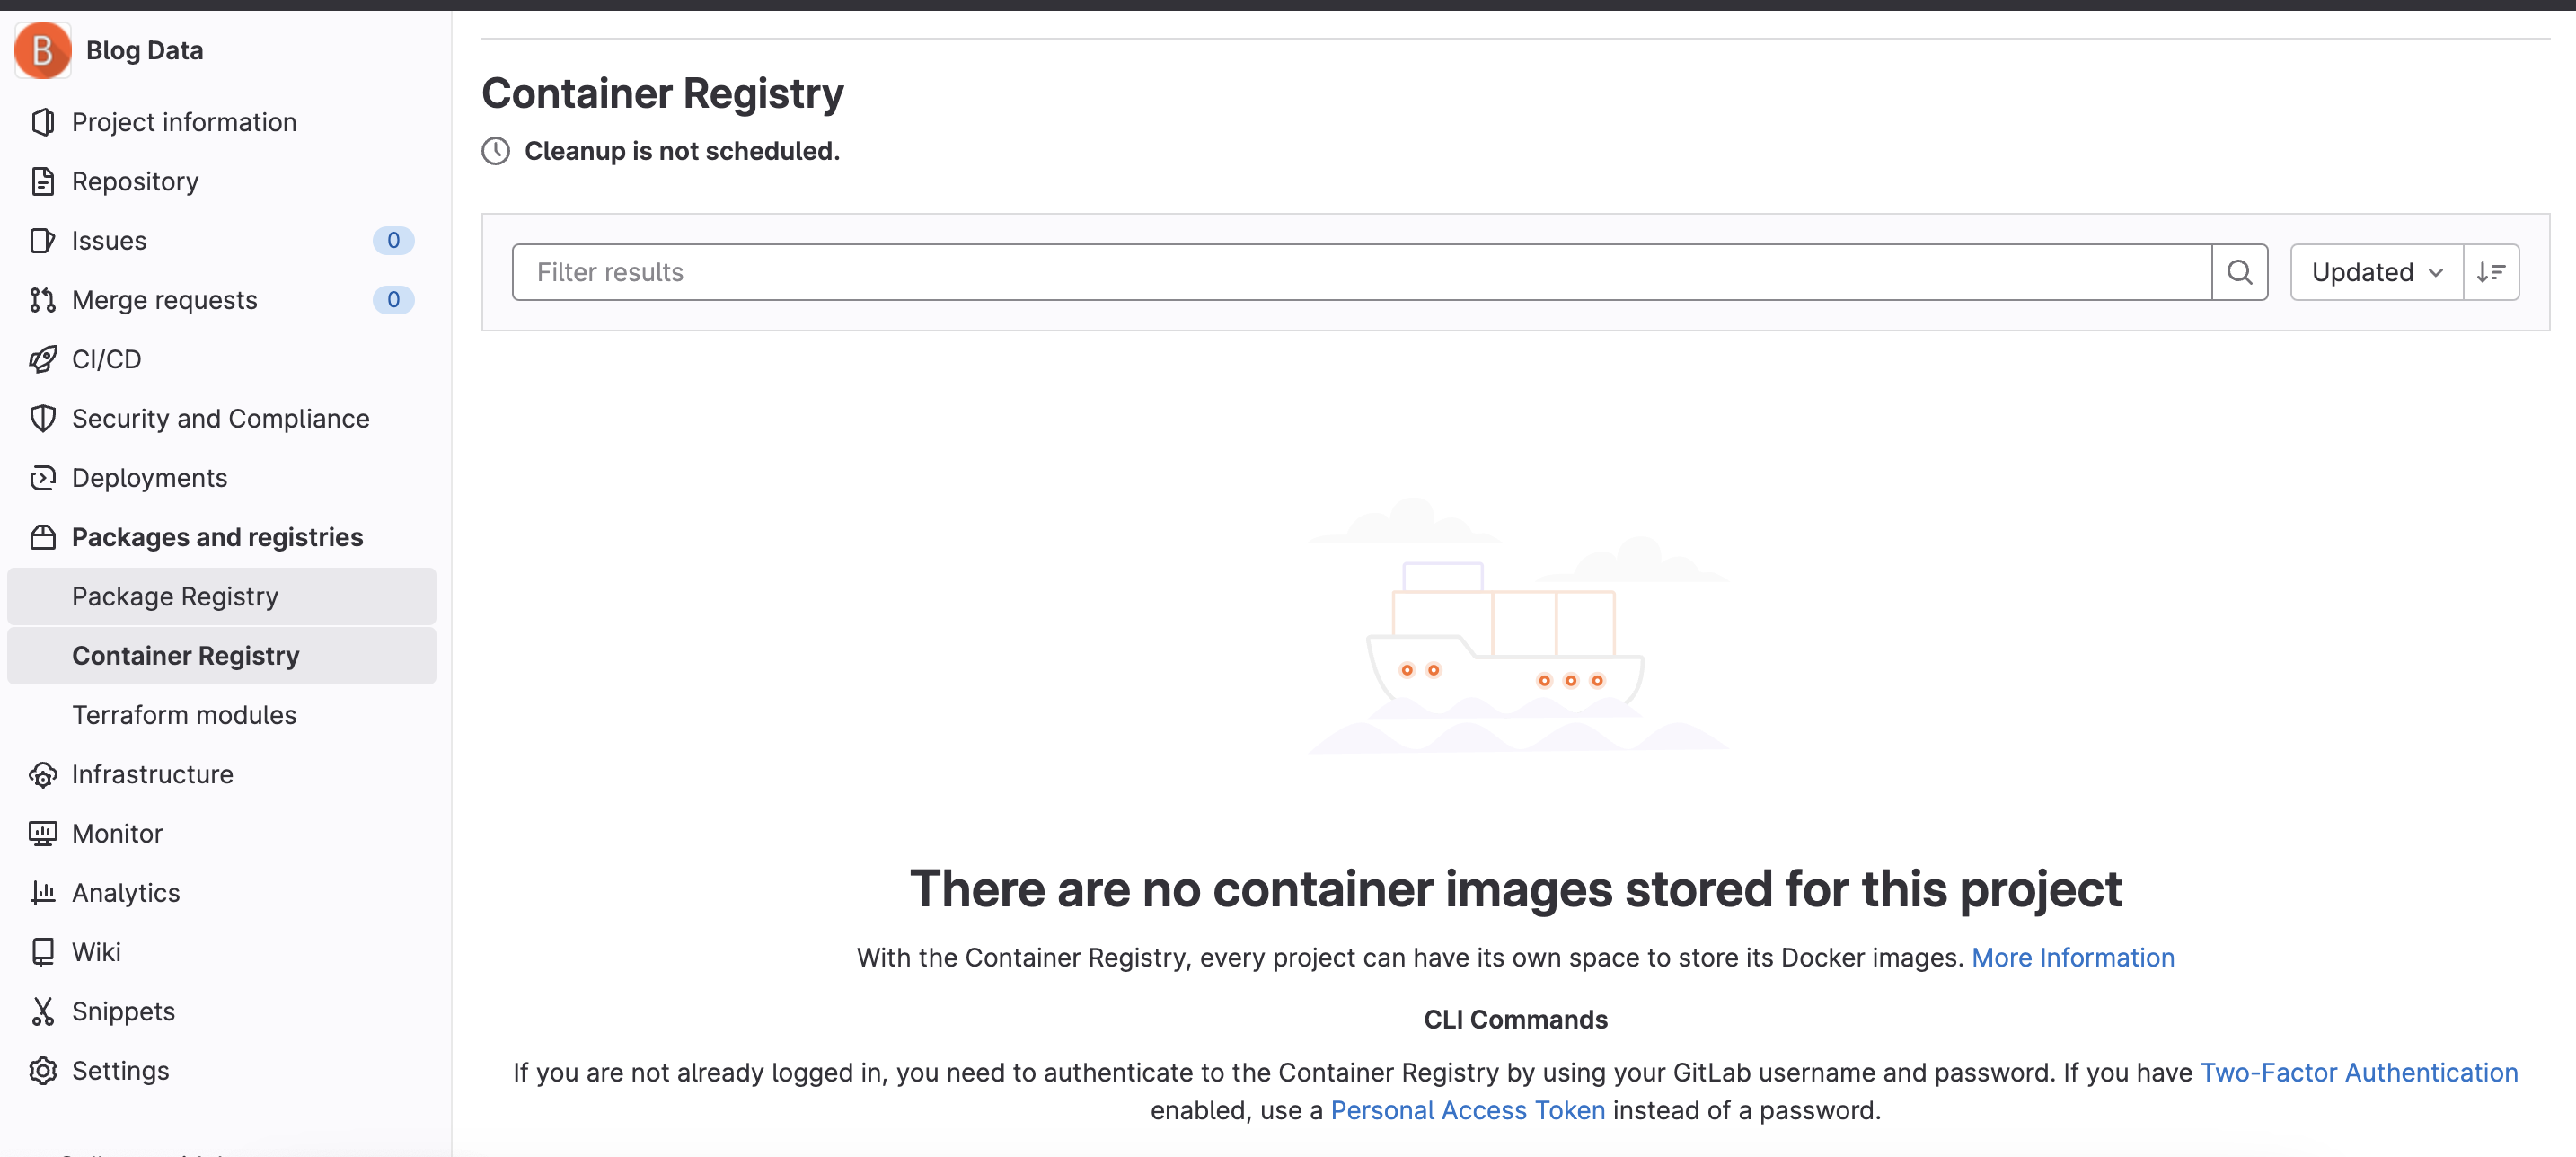 B Blog Data
Project information
Repository
Issues 0
Merge requests 0
CI/CD
Security and Compliance
Deployments
Packages and registries
Package Registry
Container Registry
Terraform modules
Infrastructure
Monitor
Analytics
Wiki
Snippets
Settings
Container Registry
Cleanup is not scheduled.
Filter results
Updated
There are no container images stored for this project
With the Container Registry, every project can have its own space to store its Docker images. More Information
CLI Commands
If you are not already logged in, you need to authenticate to the Container Registry by using your GitLab username and password. If you have Two-Factor Authentication
enabled, use a Personal Access Token instead of a password.